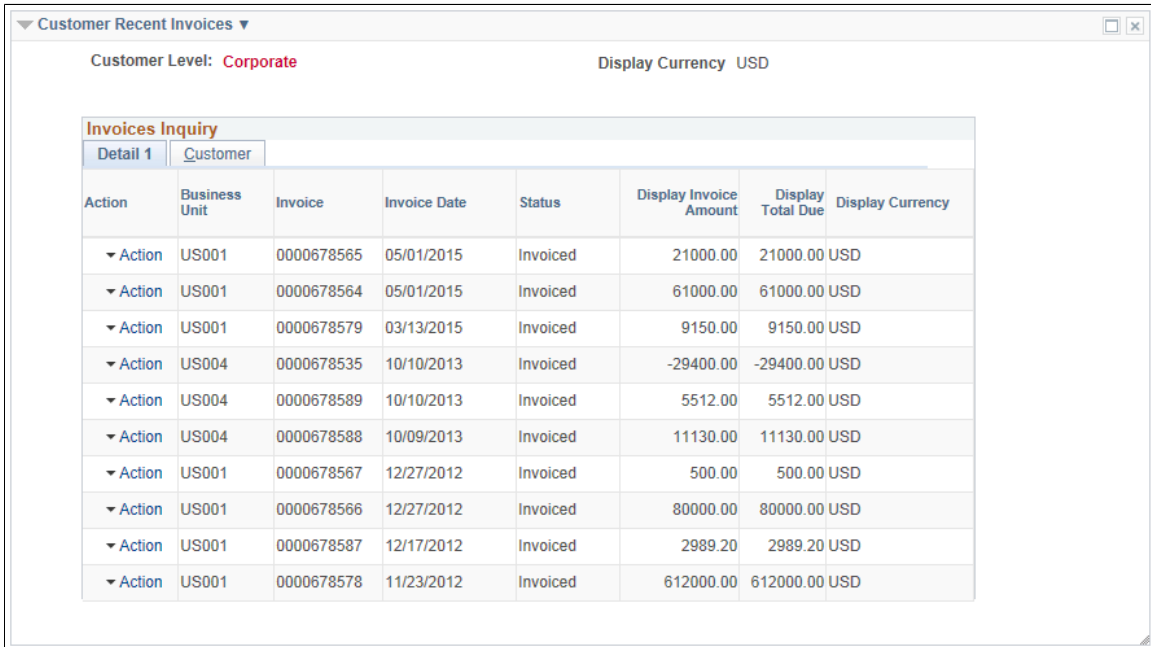 Customer Recent Invoices ▼
Customer Level: Corporate Display Currency USD
Invoices Inquiry
Detail 1 Customer
Action Business Unit Invoice Invoice Date Status Display Invoice Amount Display Total Due Display Currency
Action US001 0000678565 05/01/2015 Invoiced 21000.00 21000.00 USD
Action US001 0000678564 05/01/2015 Invoiced 61000.00 61000.00 USD
Action US001 0000678579 03/13/2015 Invoiced 9150.00 9150.00 USD
Action US004 0000678535 10/10/2013 Invoiced -29400.00 -29400.00 USD
Action US004 0000678589 10/10/2013 Invoiced 5512.00 5512.00 USD
Action US004 0000678588 10/09/2013 Invoiced 11130.00 11130.00 USD
Action US001 0000678567 12/27/2012 Invoiced 500.00 500.00 USD
Action US001 0000678566 12/27/2012 Invoiced 80000.00 80000.00 USD
Action US001 0000678587 12/17/2012 Invoiced 2989.20 2989.20 USD
Action US001 0000678578 11/23/2012 Invoiced 612000.00 612000.00 USD